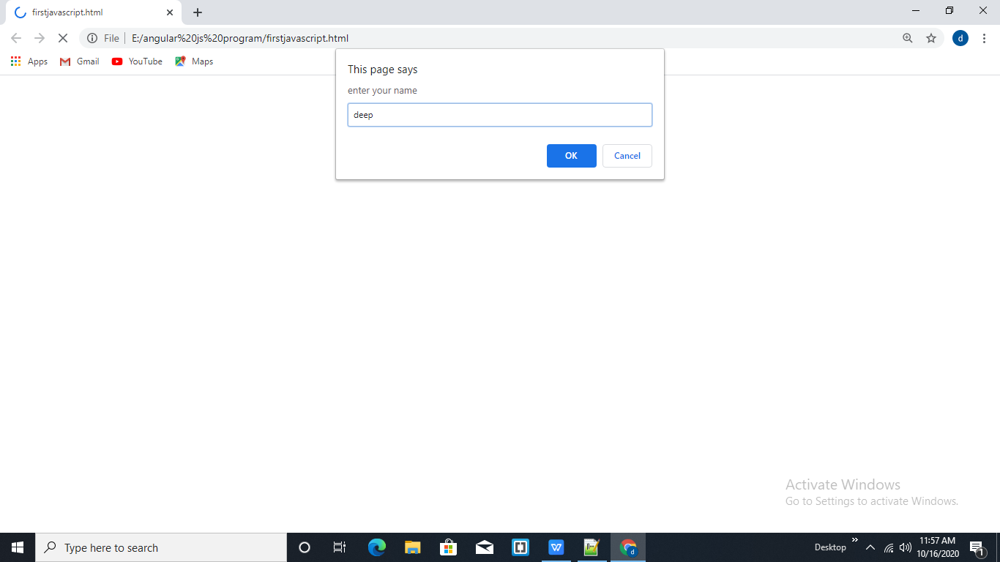 firstjavascript.html
File E:/angular%20js%20program/firstjavascript.html
d
Apps Gmail YouTube Maps
This page says
enter your name
deep
OK Cancel
Activate Windows
Go to Settings to activate Windows.
Type here to search
Desktop
11:57 AM
10/16/2020
1